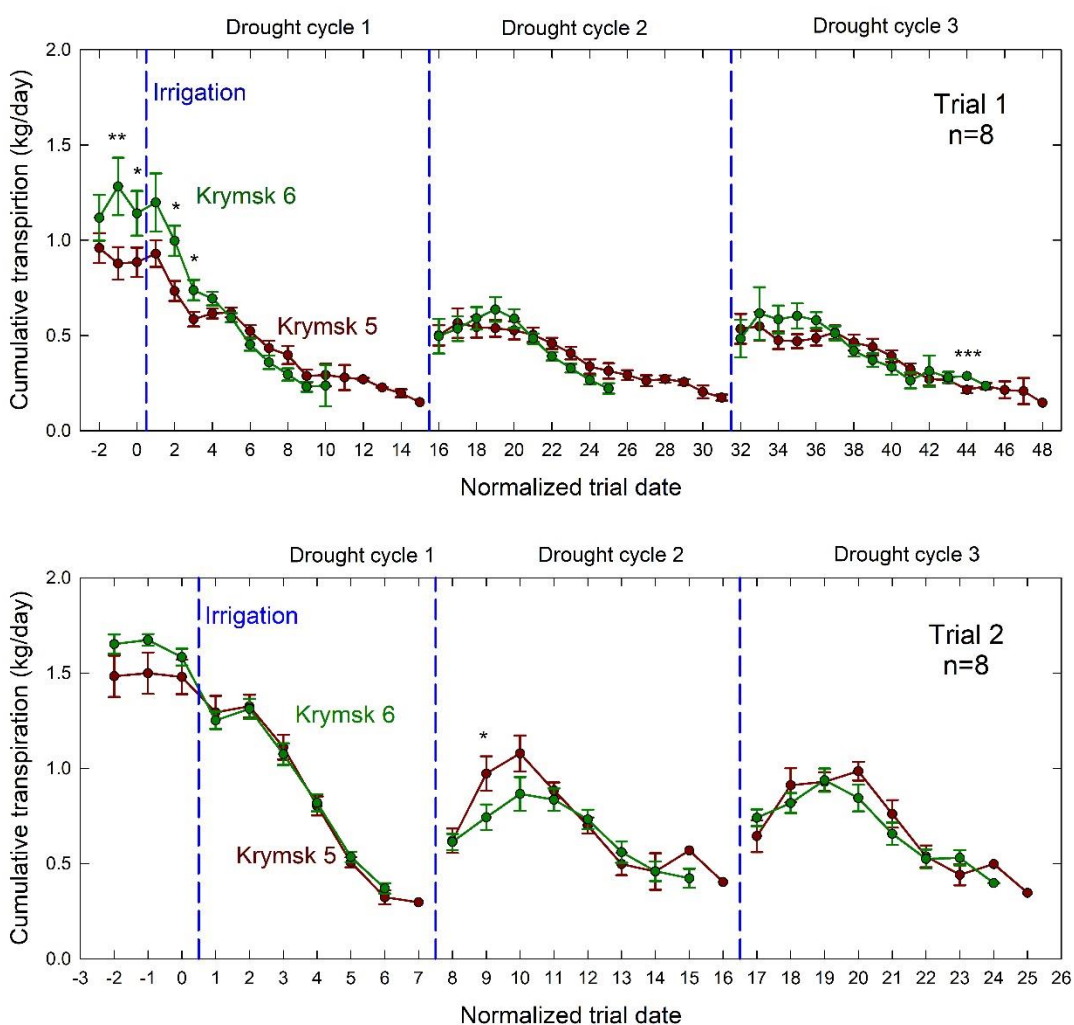 Drought cycle 1 Drought cycle 2 Drought cycle 3
2.0
Irrigation
Trial 1
n=8
** 
1.5
*
Krymsk 6
*
1.0
*
Krymsk 5
***
0.5
0.0
Cumulative transpirtion (kg/day)
-2 0 2 4 6 8 10 12 14 16 18 20 22 24 26 28 30 32 34 36 38 40 42 44 46 48
Normalized trial date
Drought cycle 1 Drought cycle 2 Drought cycle 3
2.0
Irrigation
Trial 2
n=8
1.5
Krymsk 6
*
1.0
Krymsk 5
0.5
0.0
Cumulative transpiration (kg/day)
-3 -2 -1 0 1 2 3 4 5 6 7 8 9 10 11 12 13 14 15 16 17 18 19 20 21 22 23 24 25 26
Normalized trial date